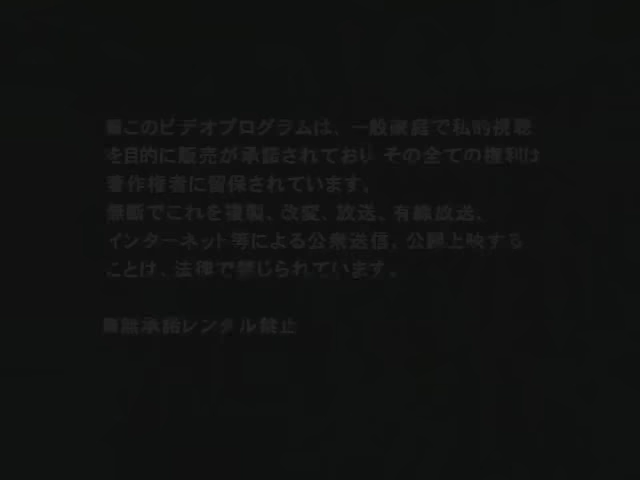 ■このビデオプログラムは、一般家庭で私的視聴
を目的に販売が承諾されており その全ての権利は
著作権者に留保されています。
無断でこれを複製、改変、放送、有線放送、
インターネット等による公衆送信、公開上映する
ことは、法律で禁じられています。
■無承諾レンタル禁止